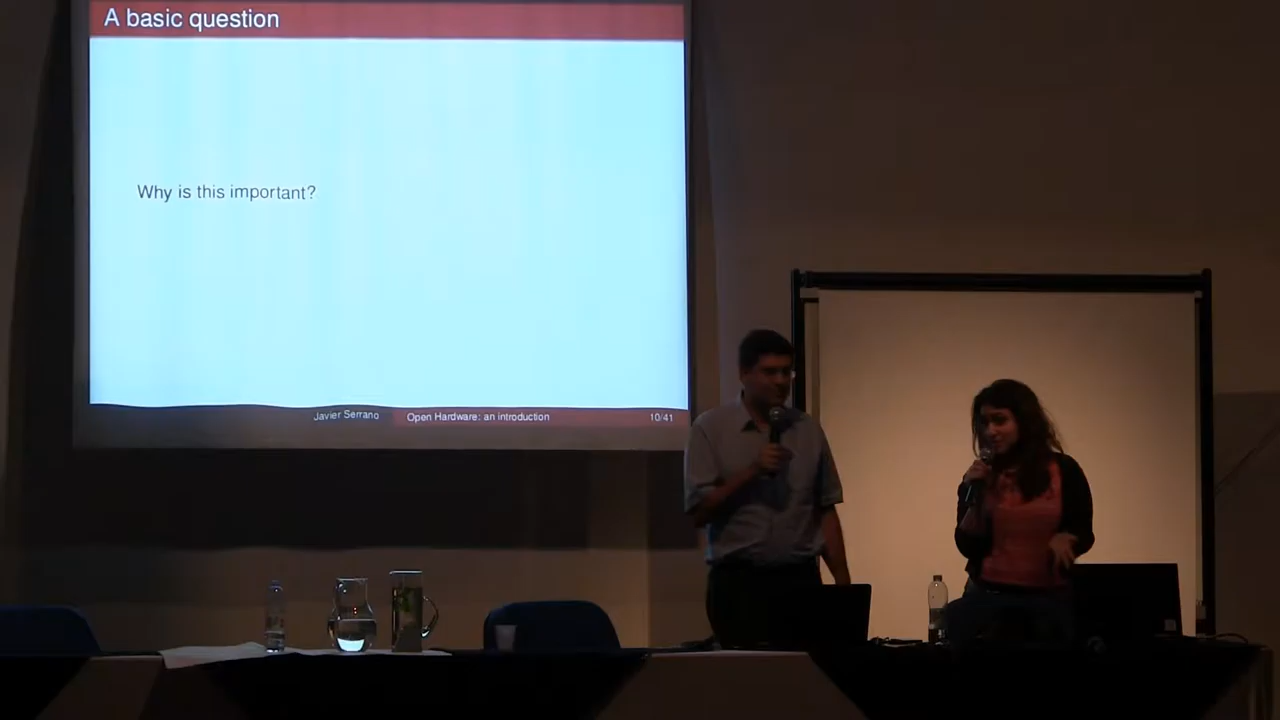 A basic question
Why is this important?
Javier Serrano
Open Hardware: an introduction
10/41